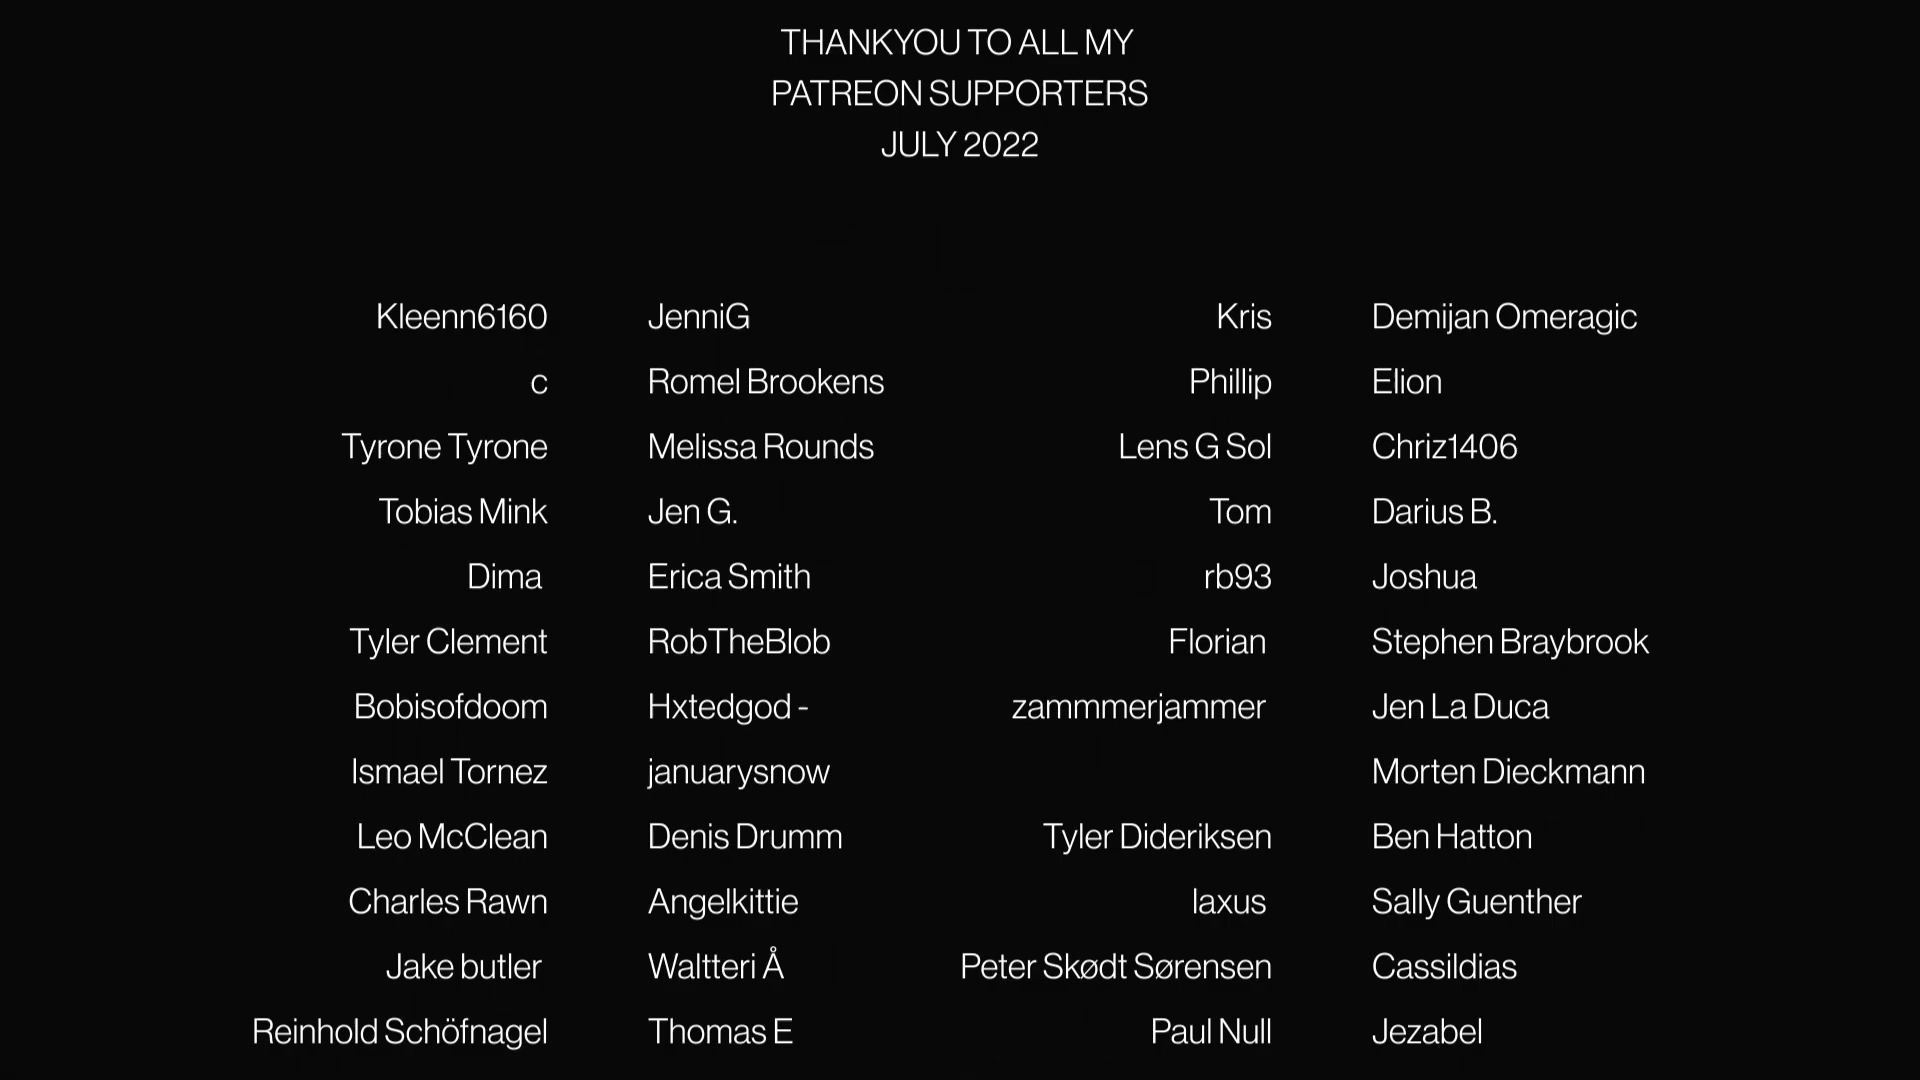 THANKYOU TO ALL MY
PATREON SUPPORTERS
JULY 2022
Kleenn6160 JenniG Kris Demijan Omeragic
c Romel Brookens Phillip Elion
Tyrone Tyrone Melissa Rounds Lens G Sol Chriz1406
Tobias Mink Jen G. Tom Darius B.
Dima Erica Smith rb93 Joshua
Tyler Clement RobTheBlob Florian Stephen Braybrook
Bobisofdoom Hxtedgod - zammmerjammer Jen La Duca
Ismael Tornez januarysnow Morten Dieckmann
Leo McClean Denis Drumm Tyler Dideriksen Ben Hatton
Charles Rawn Angelkittie laxus Sally Guenther
Jake butler Waltteri Å Peter Skødt Sørensen Cassildias
Reinhold Schöfnagel Thomas E Paul Null Jezabel